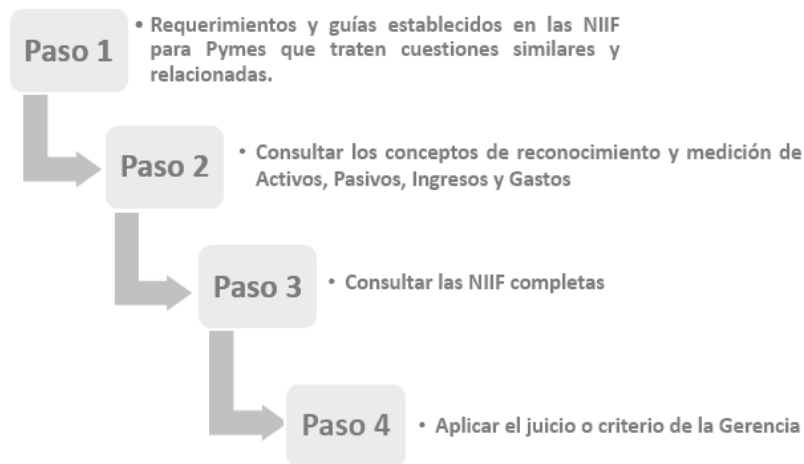 Paso 1
• Requerimientos y guías establecidos en las NIIF
para Pymes que traten cuestiones similares y
relacionadas.
Paso 2
• Consultar los conceptos de reconocimiento y medición de
Activos, Pasivos, Ingresos y Gastos
Paso 3
• Consultar las NIIF completas
Paso 4
• Aplicar el juicio o criterio de la Gerencia